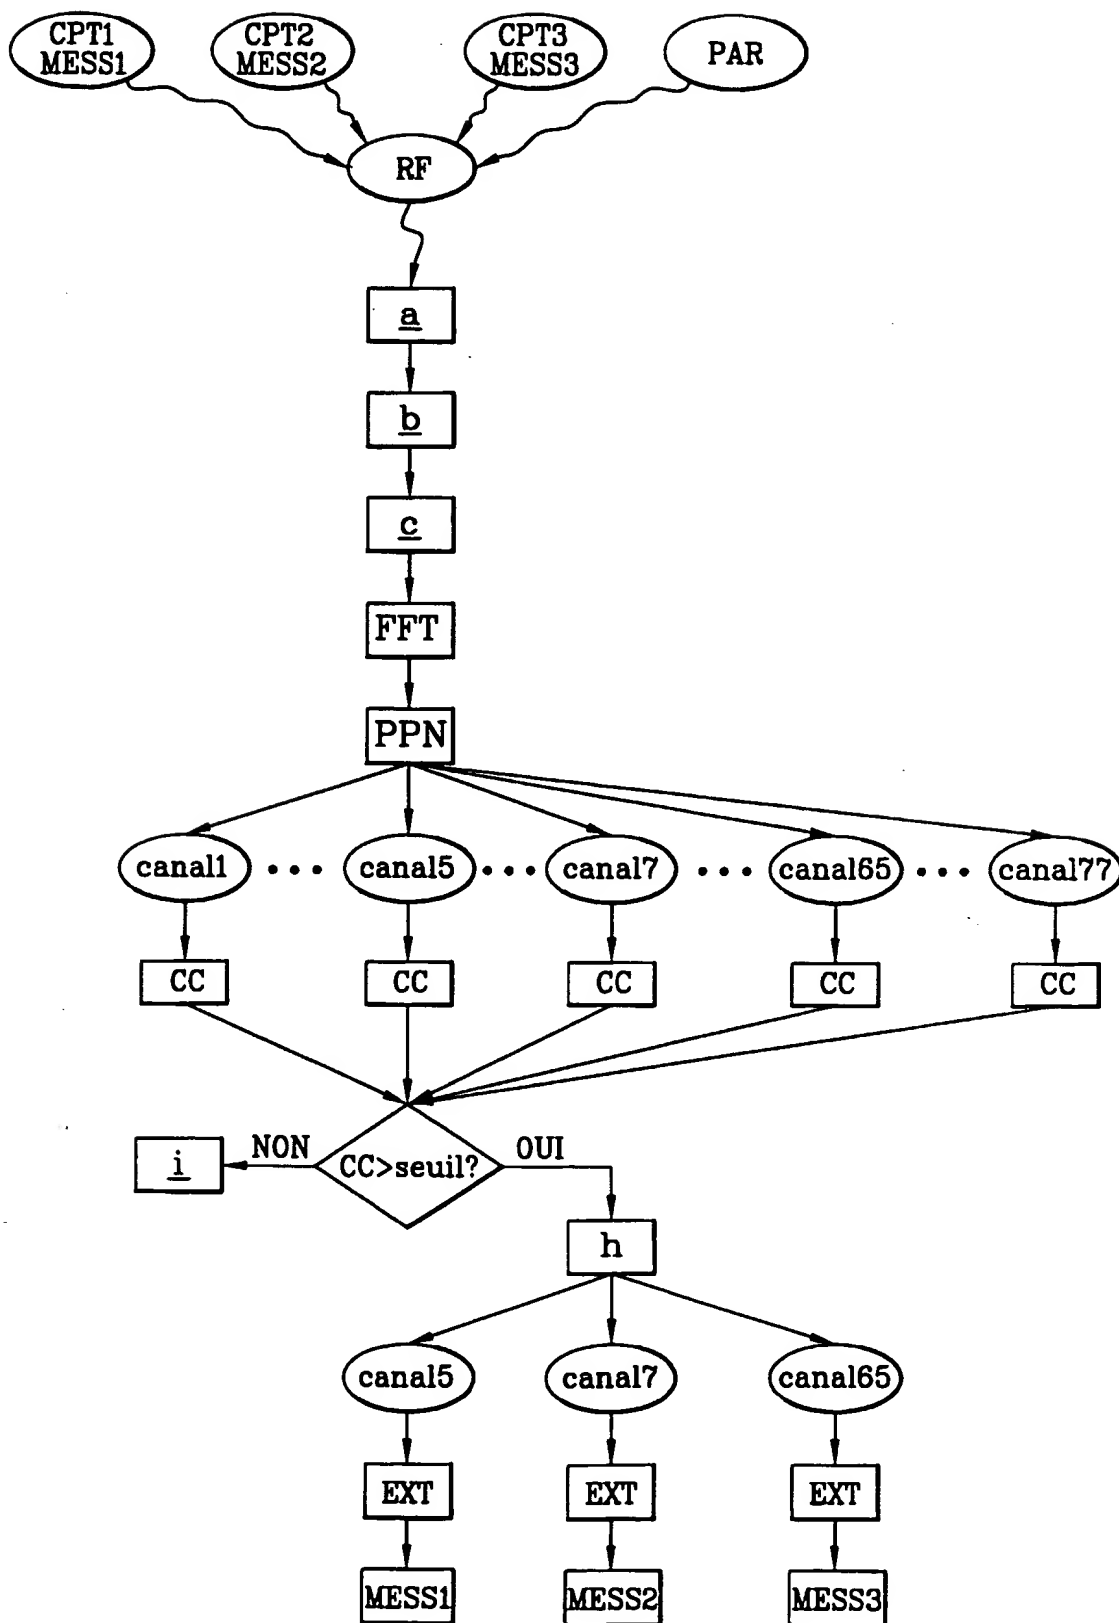 CPT1
MESS1
CPT2
MESS2
CPT3
MESS3
PAR
RF
a
b
c
FFT
PPN
canal1
canal5
canal7
canal65
canal77
CC
CC
CC
CC
CC
i
NON
CC>seuil?
OUI
h
canal5
canal7
canal65
EXT
EXT
EXT
MESS1
MESS2
MESS3